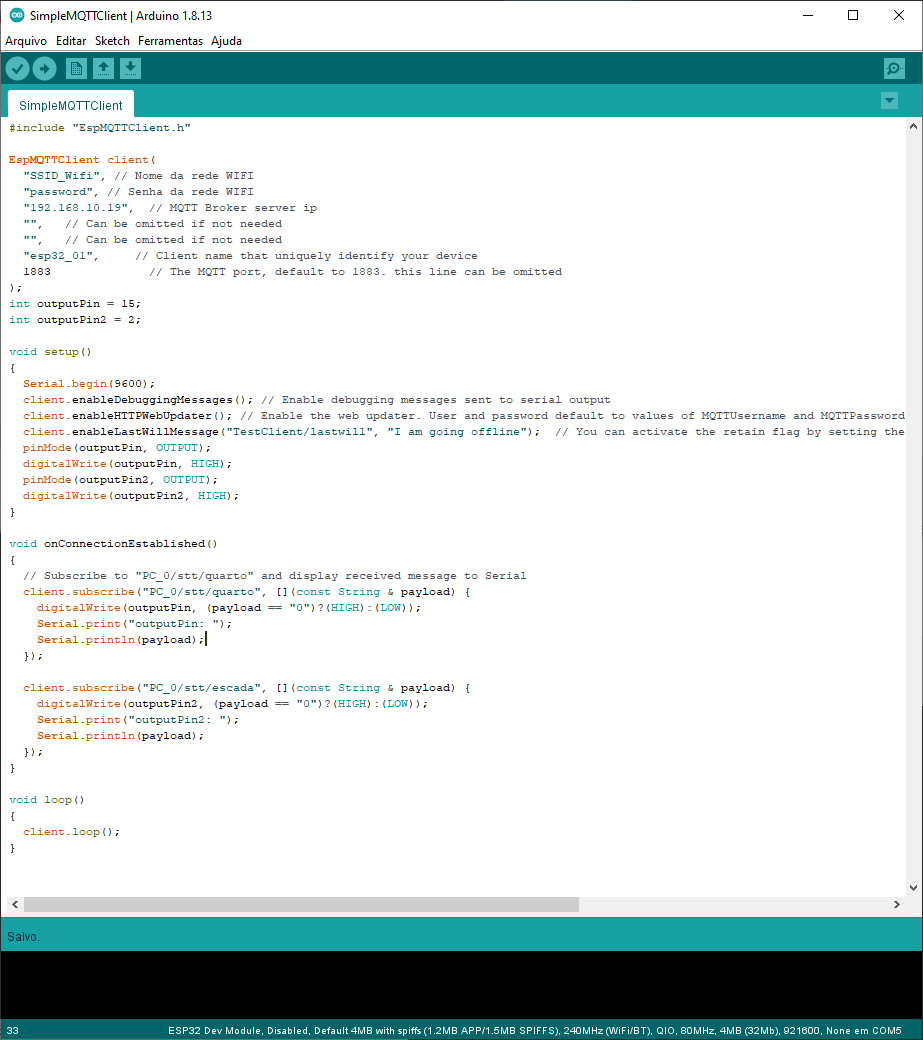 SimpleMQTTClient | Arduino 1.8.13
Arquivo Editar Sketch Ferramentas Ajuda
SimpleMQTTClient
#include "EspMQTTClient.h"
EspMQTTClient client(
"SSID_Wifi", // Nome da rede WIFI
"password", // Senha da rede WIFI
"192.168.10.19", // MQTT Broker server ip
"", // Can be omitted if not needed
"", // Can be omitted if not needed
"esp32_01", // Client name that uniquely identify your device
1883 // The MQTT port, default to 1883. this line can be omitted
);
int outputPin = 15;
int outputPin2 = 2;
void setup()
{
Serial.begin(9600);
client.enableDebuggingMessages(); // Enable debugging messages sent to serial output
client.enableHTTPWebUpdater(); // Enable the web updater. User and password default to values of MQTTUsername and MQTTPassword
client.enableLastWillMessage("TestClient/lastwill", "I am going offline"); // You can activate the retain flag by setting the
pinMode(outputPin, OUTPUT);
digitalWrite(outputPin, HIGH);
pinMode(outputPin2, OUTPUT);
digitalWrite(outputPin2, HIGH);
}
void onConnectionEstablished()
{
// Subscribe to "PC_0/stt/quarto" and display received message to Serial
client.subscribe("PC_0/stt/quarto", [](const String & payload) {
digitalWrite(outputPin, (payload == "0")?(HIGH):(LOW));
Serial.print("outputPin: ");
Serial.println(payload);
});
client.subscribe("PC_0/stt/escada", [](const String & payload) {
digitalWrite(outputPin2, (payload == "0")?(HIGH):(LOW));
Serial.print("outputPin2: ");
Serial.println(payload);
});
}
void loop()
{
client.loop();
}
Salvo.
33 ESP32 Dev Module, Disabled, Default 4MB with spiffs (1.2MB APP/1.5MB SPIFFS), 240MHz (WiFi/BT), QIO, 80MHz, 4MB (32Mb), 921600, None em COM5